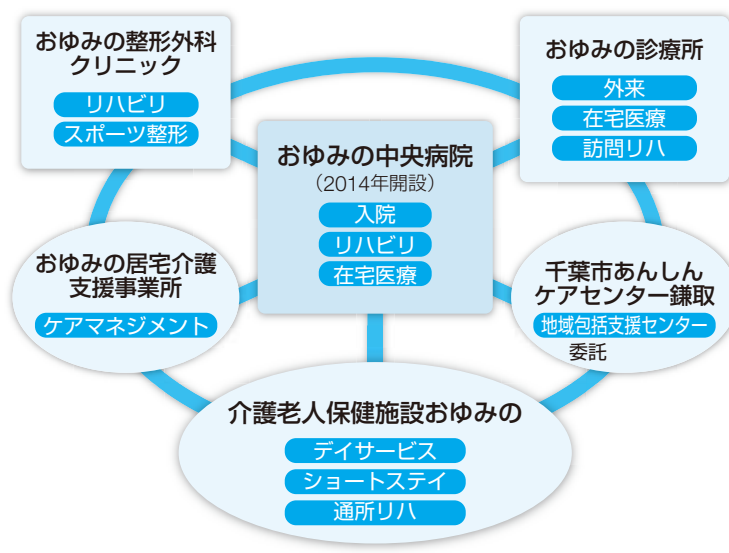 おゆみの整形外科
クリニック
リハビリ
スポーツ整形
おゆみの診療所
外来
在宅医療
訪問リハ
おゆみの中央病院
（2014年開設）
入院
リハビリ
在宅医療
おゆみの居宅介護
支援事業所
ケアマネジメント
千葉市あんしん
ケアセンター鎌取
地域包括支援センター
委託
介護老人保健施設おゆみの
デイサービス
ショートステイ
通所リハ